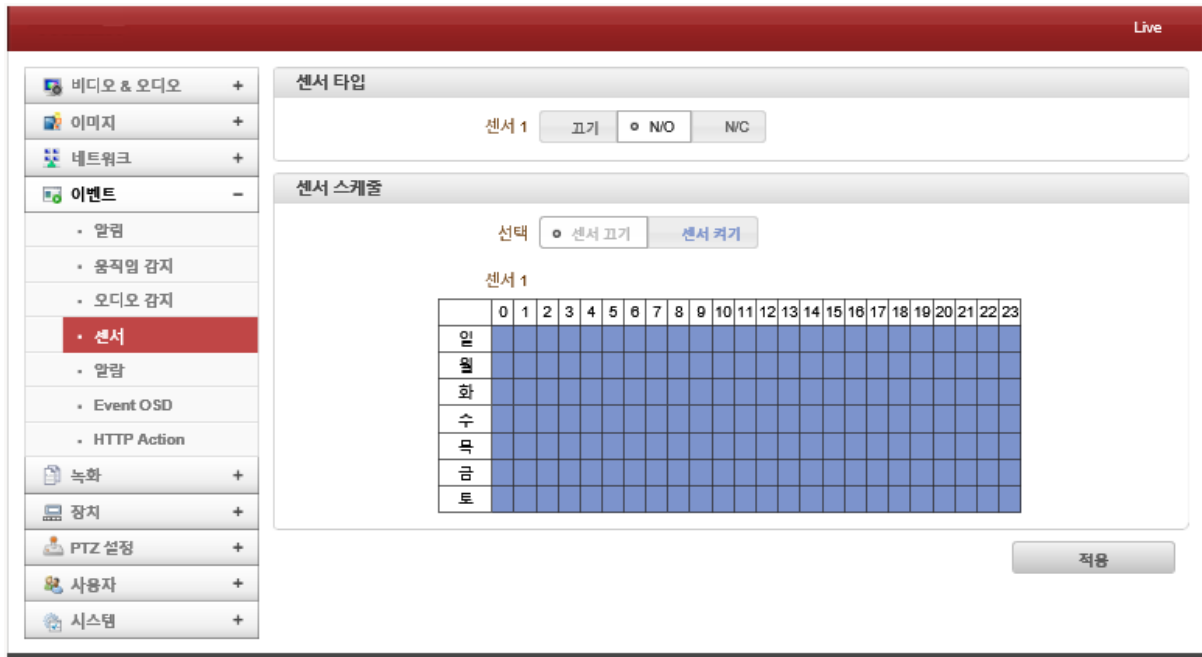 Live
비디오 & 오디오 +
이미지 +
네트워크 +
이벤트 -
알림
움직임 감지
오디오 감지
센서
알람
Event OSD
HTTP Action
녹화 +
장치 +
PTZ 설정 +
사용자 +
시스템 +
센서 타입
센서 1 끄기 N/O N/C
센서 스케줄
선택 센서 끄기 센서 켜기
센서 1
0 1 2 3 4 5 6 7 8 9 10 11 12 13 14 15 16 17 18 19 20 21 22 23
일
월
화
수
목
금
토
적용